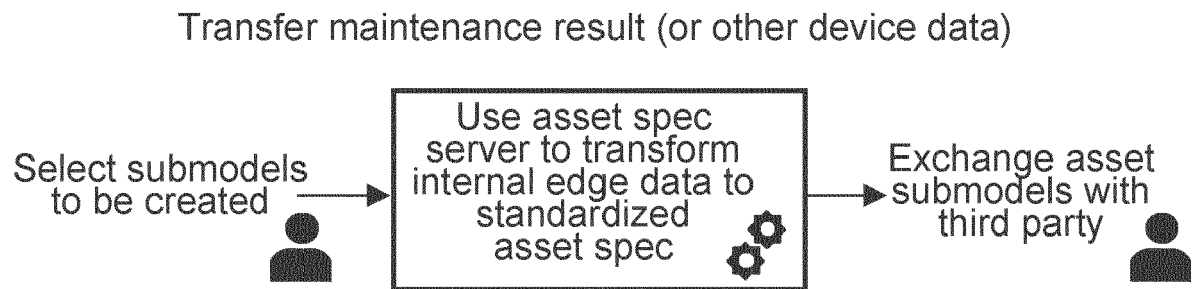 Transfer maintenance result (or other device data)
Select submodels
to be created
Use asset spec
server to transform
internal edge data to
standardized
asset spec
Exchange asset
submodels with
third party